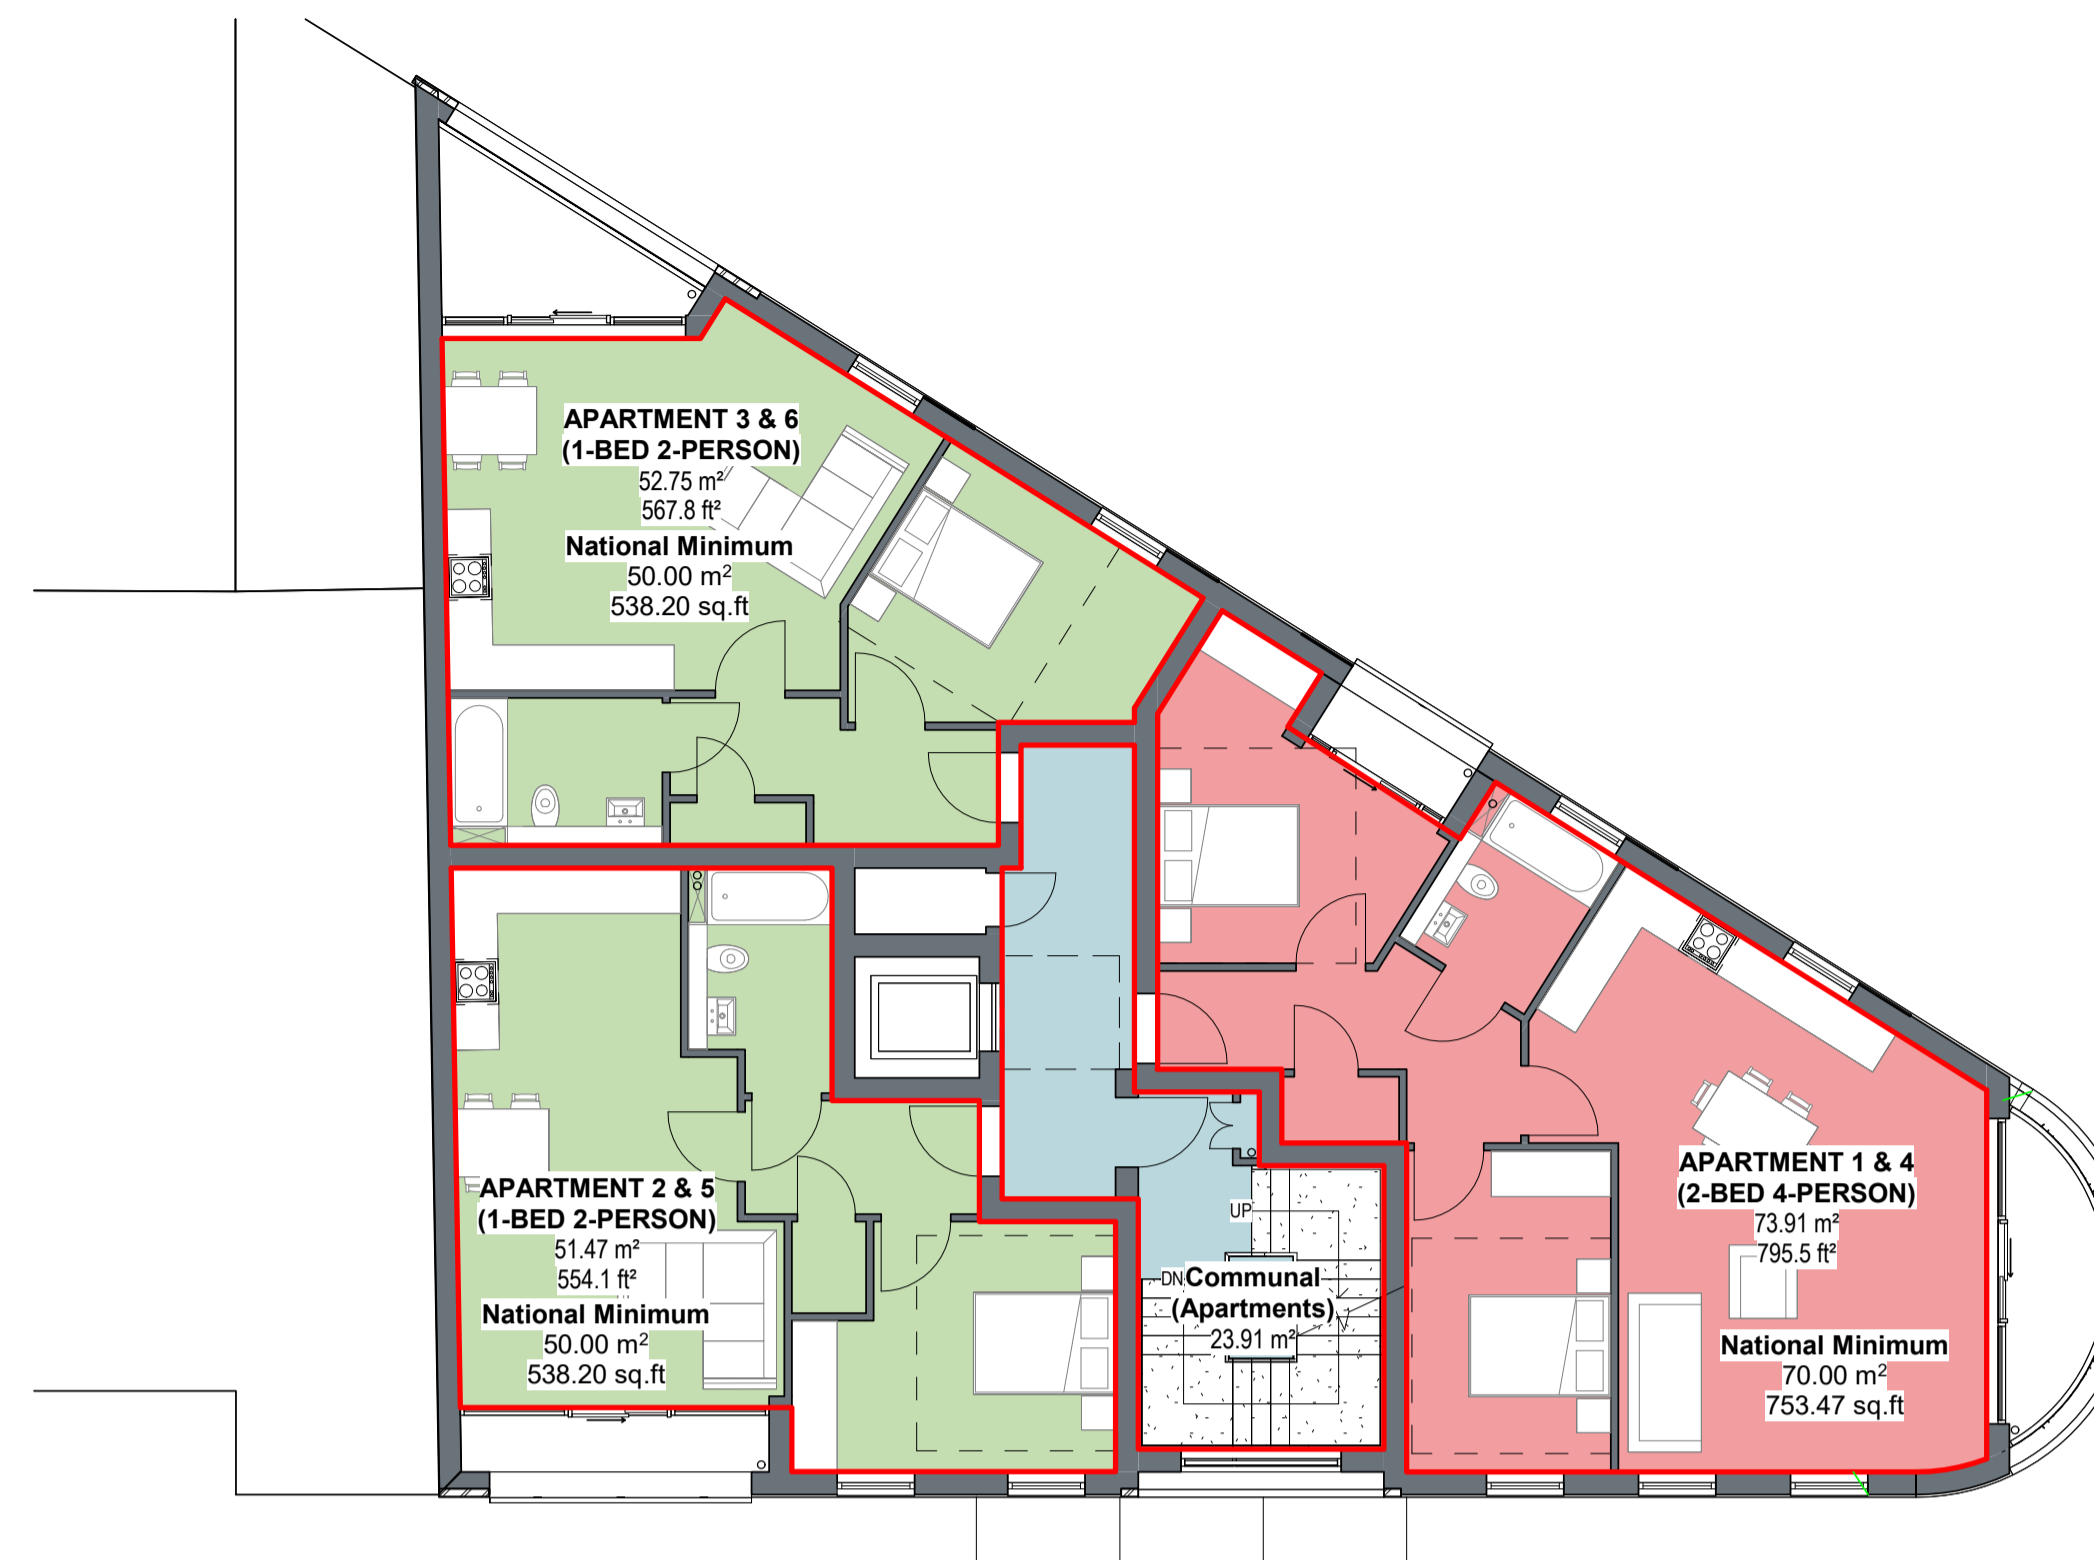 APARTMENT 3 & 6
(1-BED 2-PERSON)
52.75 m²
567.8 ft²
National Minimum
50.00 m²
538.20 sq.ft
APARTMENT 2 & 5
(1-BED 2-PERSON)
51.47 m²
554.1 ft²
National Minimum
50.00 m²
538.20 sq.ft
UP
DN
Communal
(Apartments)
23.91 m²
APARTMENT 1 & 4
(2-BED 4-PERSON)
73.91 m²
795.5 ft²
National Minimum
70.00 m²
753.47 sq.ft